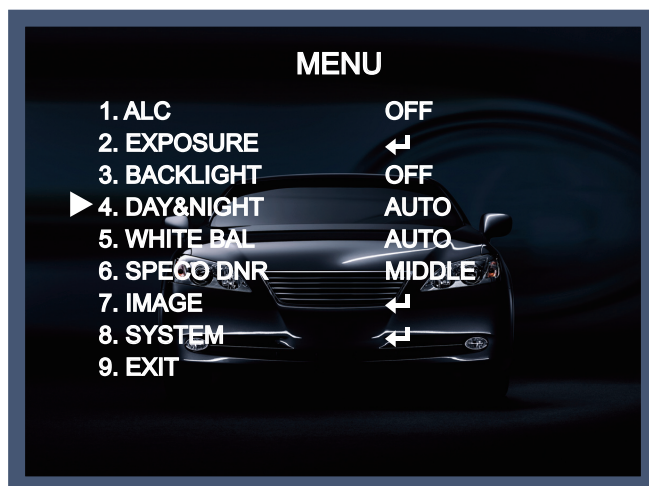 MENU
1. ALC OFF
2. EXPOSURE ↵
3. BACKLIGHT OFF
4. DAY&NIGHT AUTO
5. WHITE BAL AUTO
6. SPECO DNR MIDDLE
7. IMAGE ↵
8. SYSTEM ↵
9. EXIT